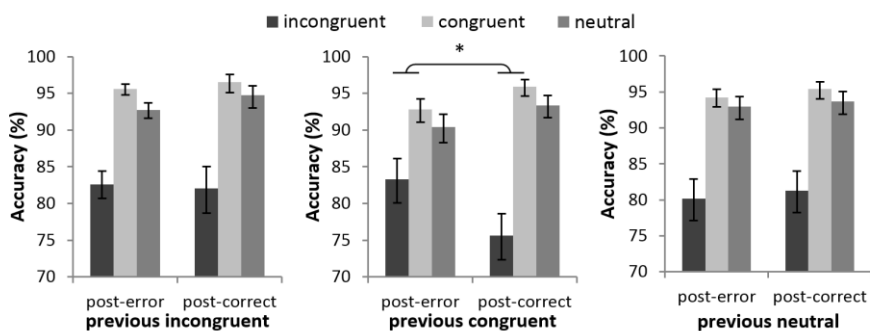 incongruent congruent neutral
*
Accuracy (%)
100
95
90
85
80
75
70
post-error post-correct
previous incongruent
Accuracy (%)
100
95
90
85
80
75
70
post-error post-correct
previous congruent
Accuracy (%)
100
95
90
85
80
75
70
post-error post-correct
previous neutral